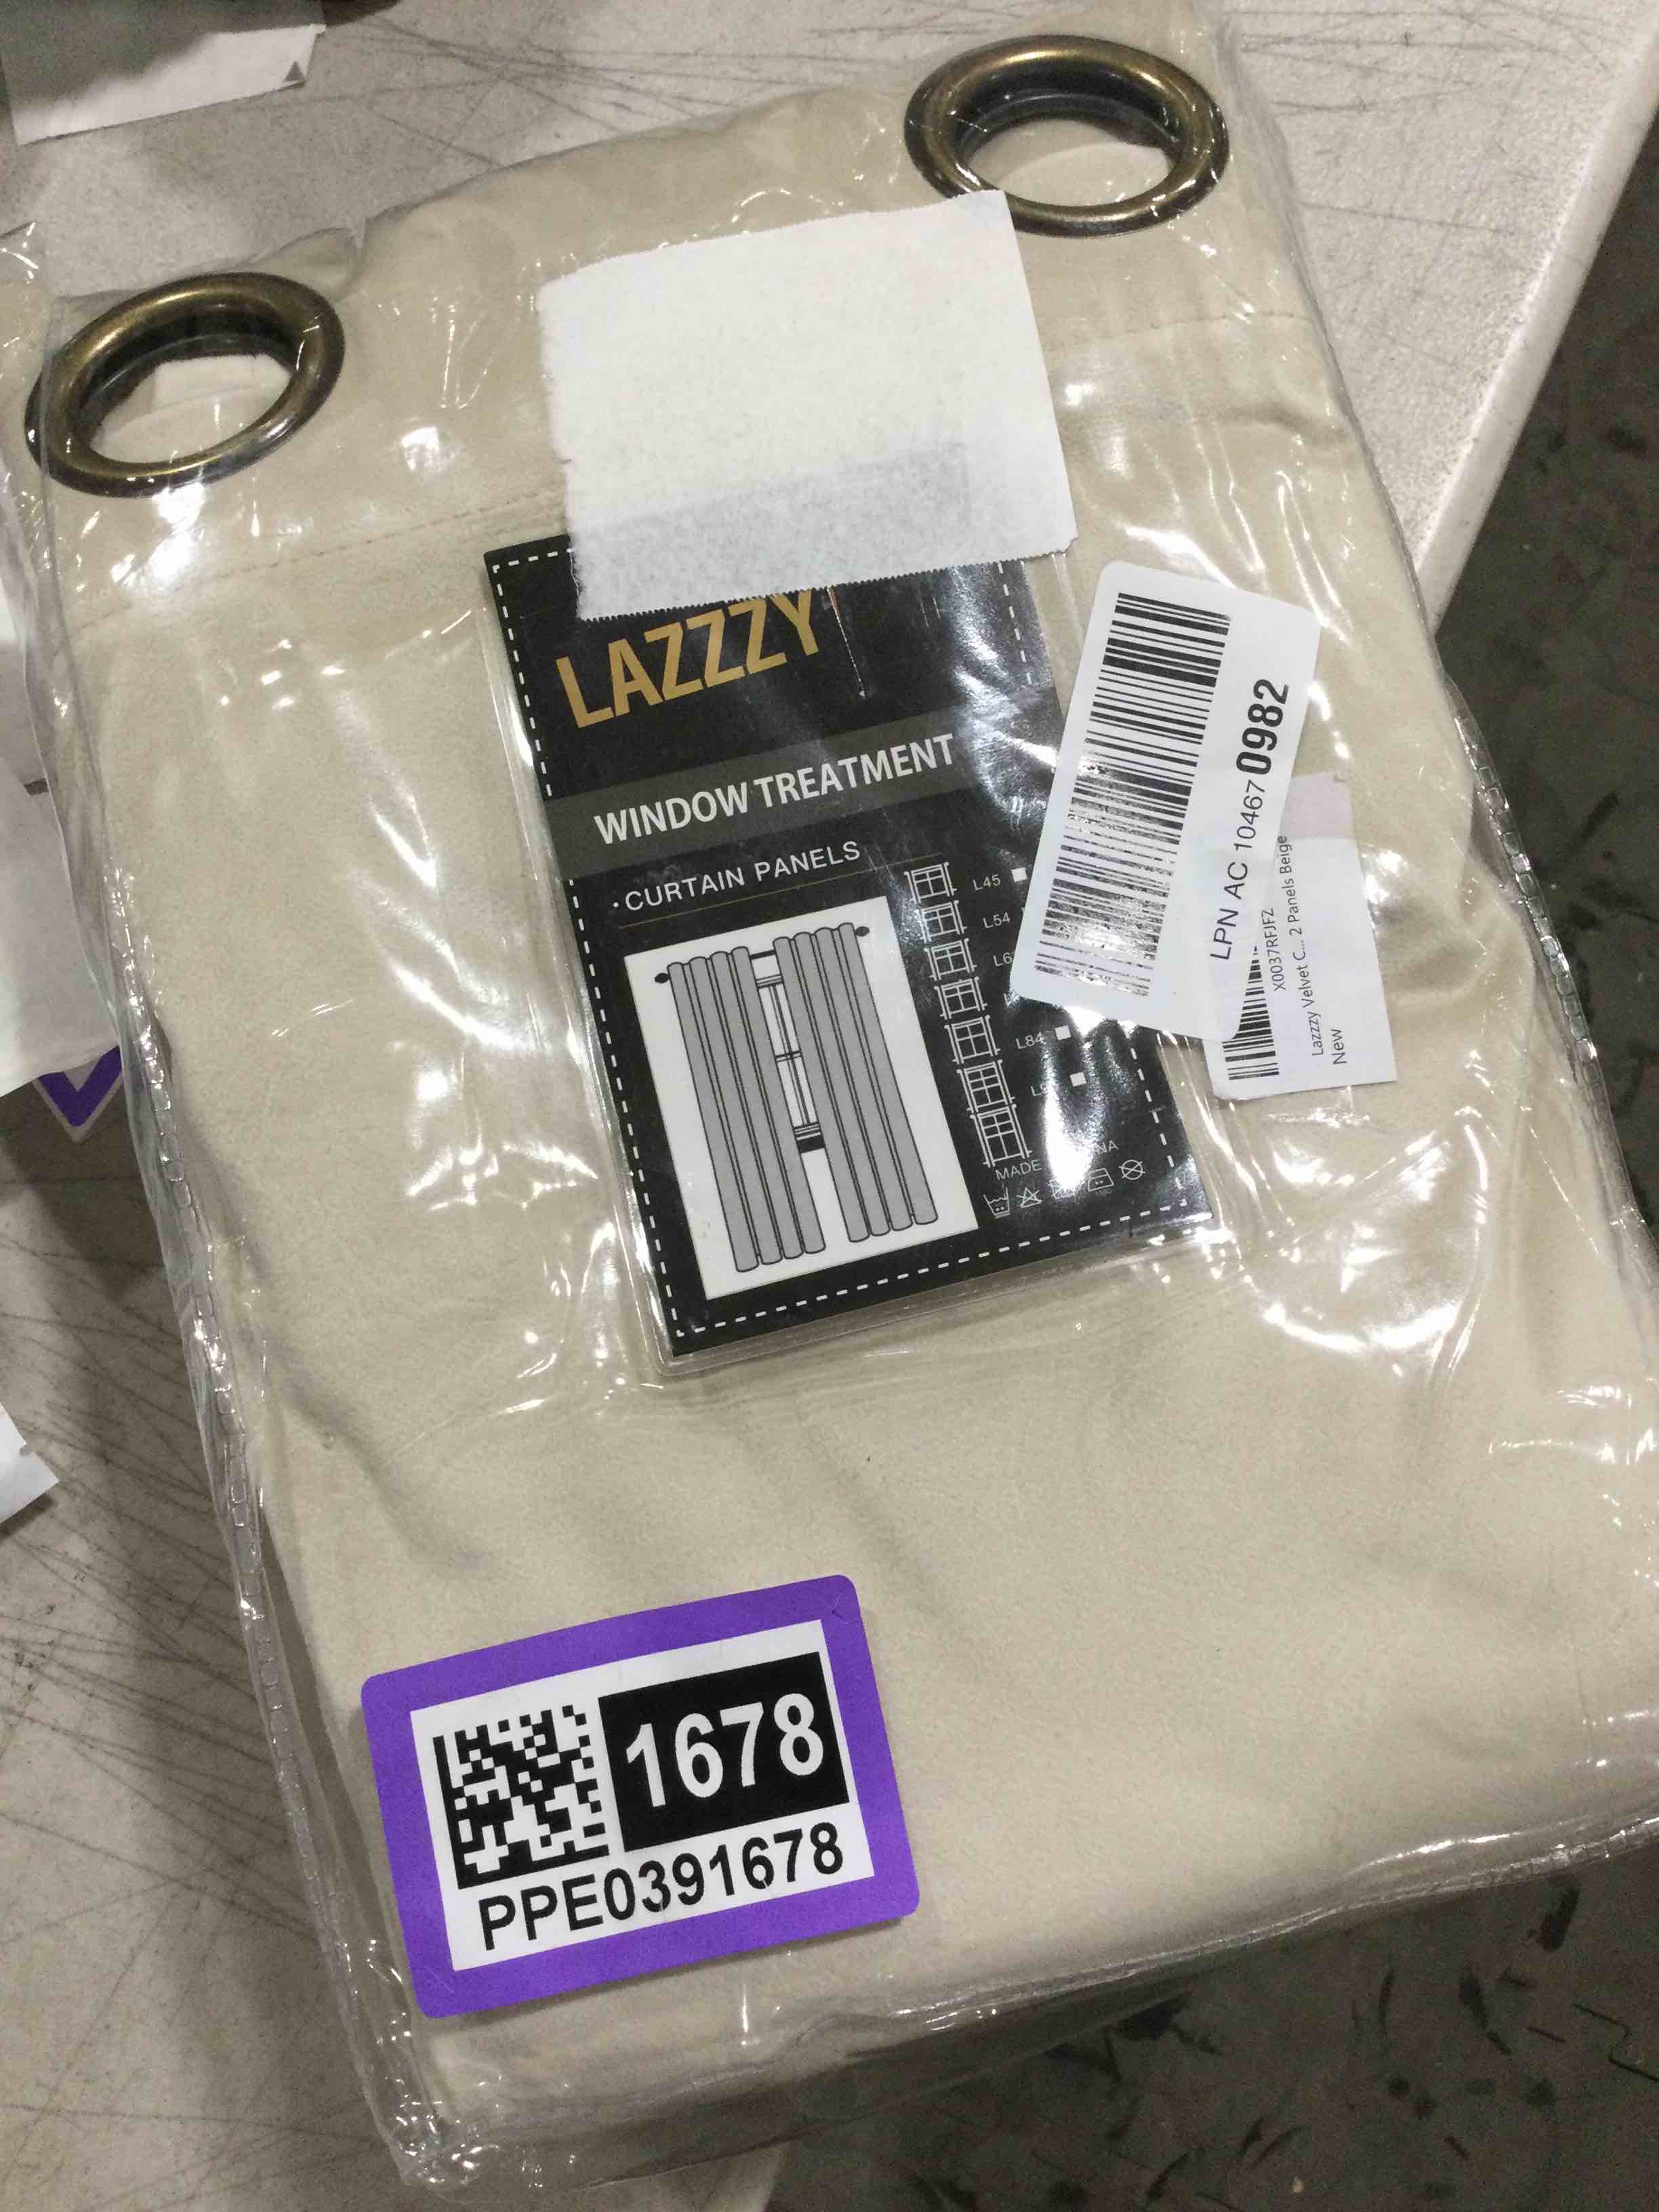 LAZZZY
WINDOW TREATMENT
· CURTAIN PANELS
L45
L54
L84
MADE
LPN AC 10467 0982
X0037RFJFZ
Lazzzy Velvet C... 2 Panels Beige
New
1678
PPE0391678